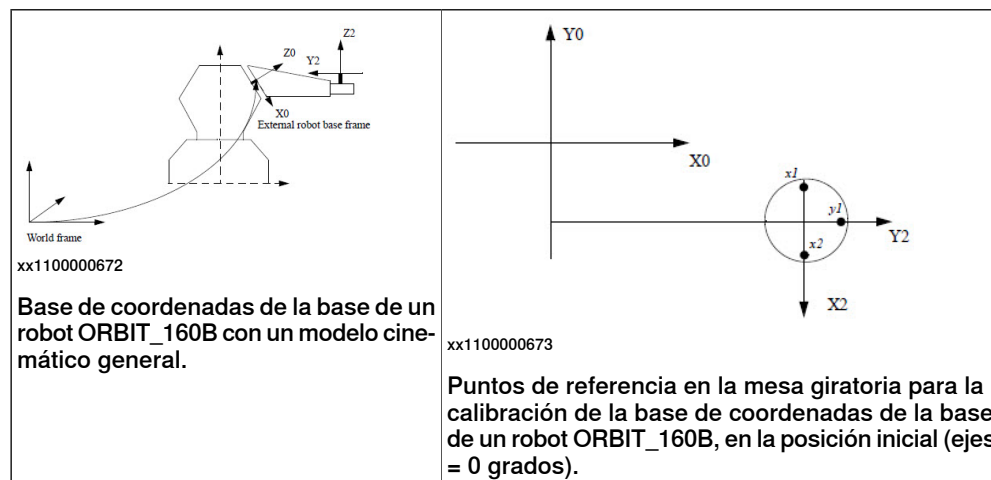 Z2
Z0
Y2
X0
External robot base frame
World frame
xx1100000672
Base de coordenadas de la base de un
robot ORBIT_160B con un modelo cine-
mático general.
Y0
X0
x1
y1
Y2
x2
X2
xx1100000673
Puntos de referencia en la mesa giratoria para la
calibración de la base de coordenadas de la base
de un robot ORBIT_160B, en la posición inicial (ejes
= 0 grados).